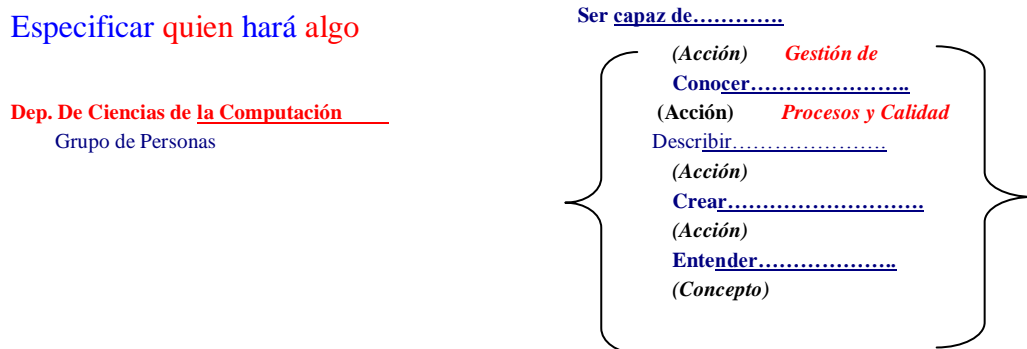 Especificar quien hará algo
Dep. De Ciencias de la Computación
Grupo de Personas
Ser capaz de………….
(Acción) Gestión de
Conocer…………………..
(Acción) Procesos y Calidad
Describir………………….
(Acción)
Crear……………………….
(Acción)
Entender………………..
(Concepto)